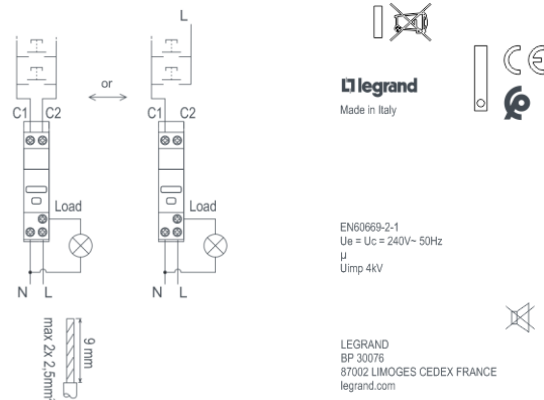 L
or
C1 C2
C1 C2
Load
Load
N L
N L
9 mm
max 2x 2,5mm²
legrand
Made in Italy
CE
EN60669-2-1
Ue = Uc = 240V~ 50Hz
µ
Uimp 4kV
LEGRAND
BP 30076
87002 LIMOGES CEDEX FRANCE
legrand.com